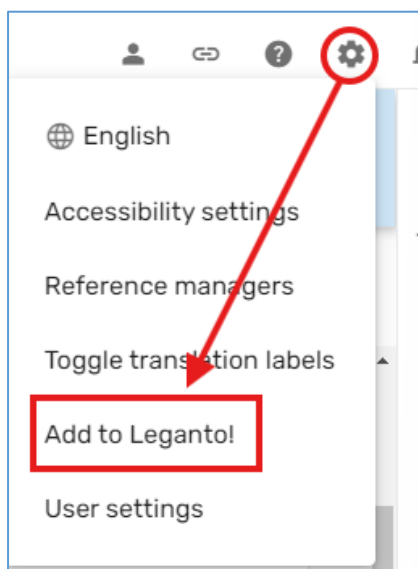 English
Accessibility settings
Reference managers
Toggle translation labels
Add to Leganto!
User settings